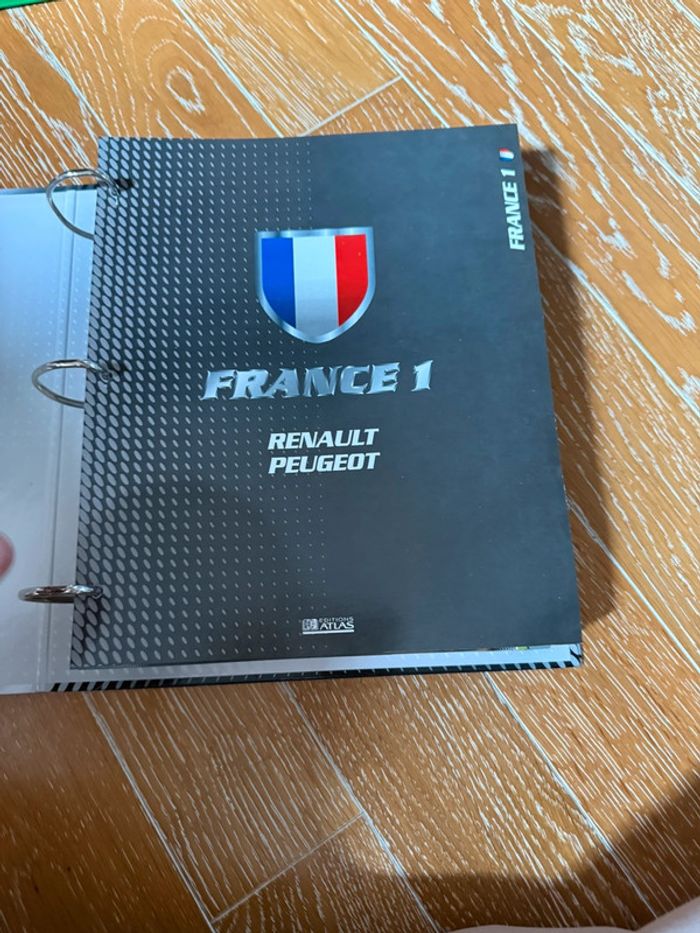 FRANCE 1
FRANCE 1
RENAULT
PEUGEOT
EDITIONS
ATLAS